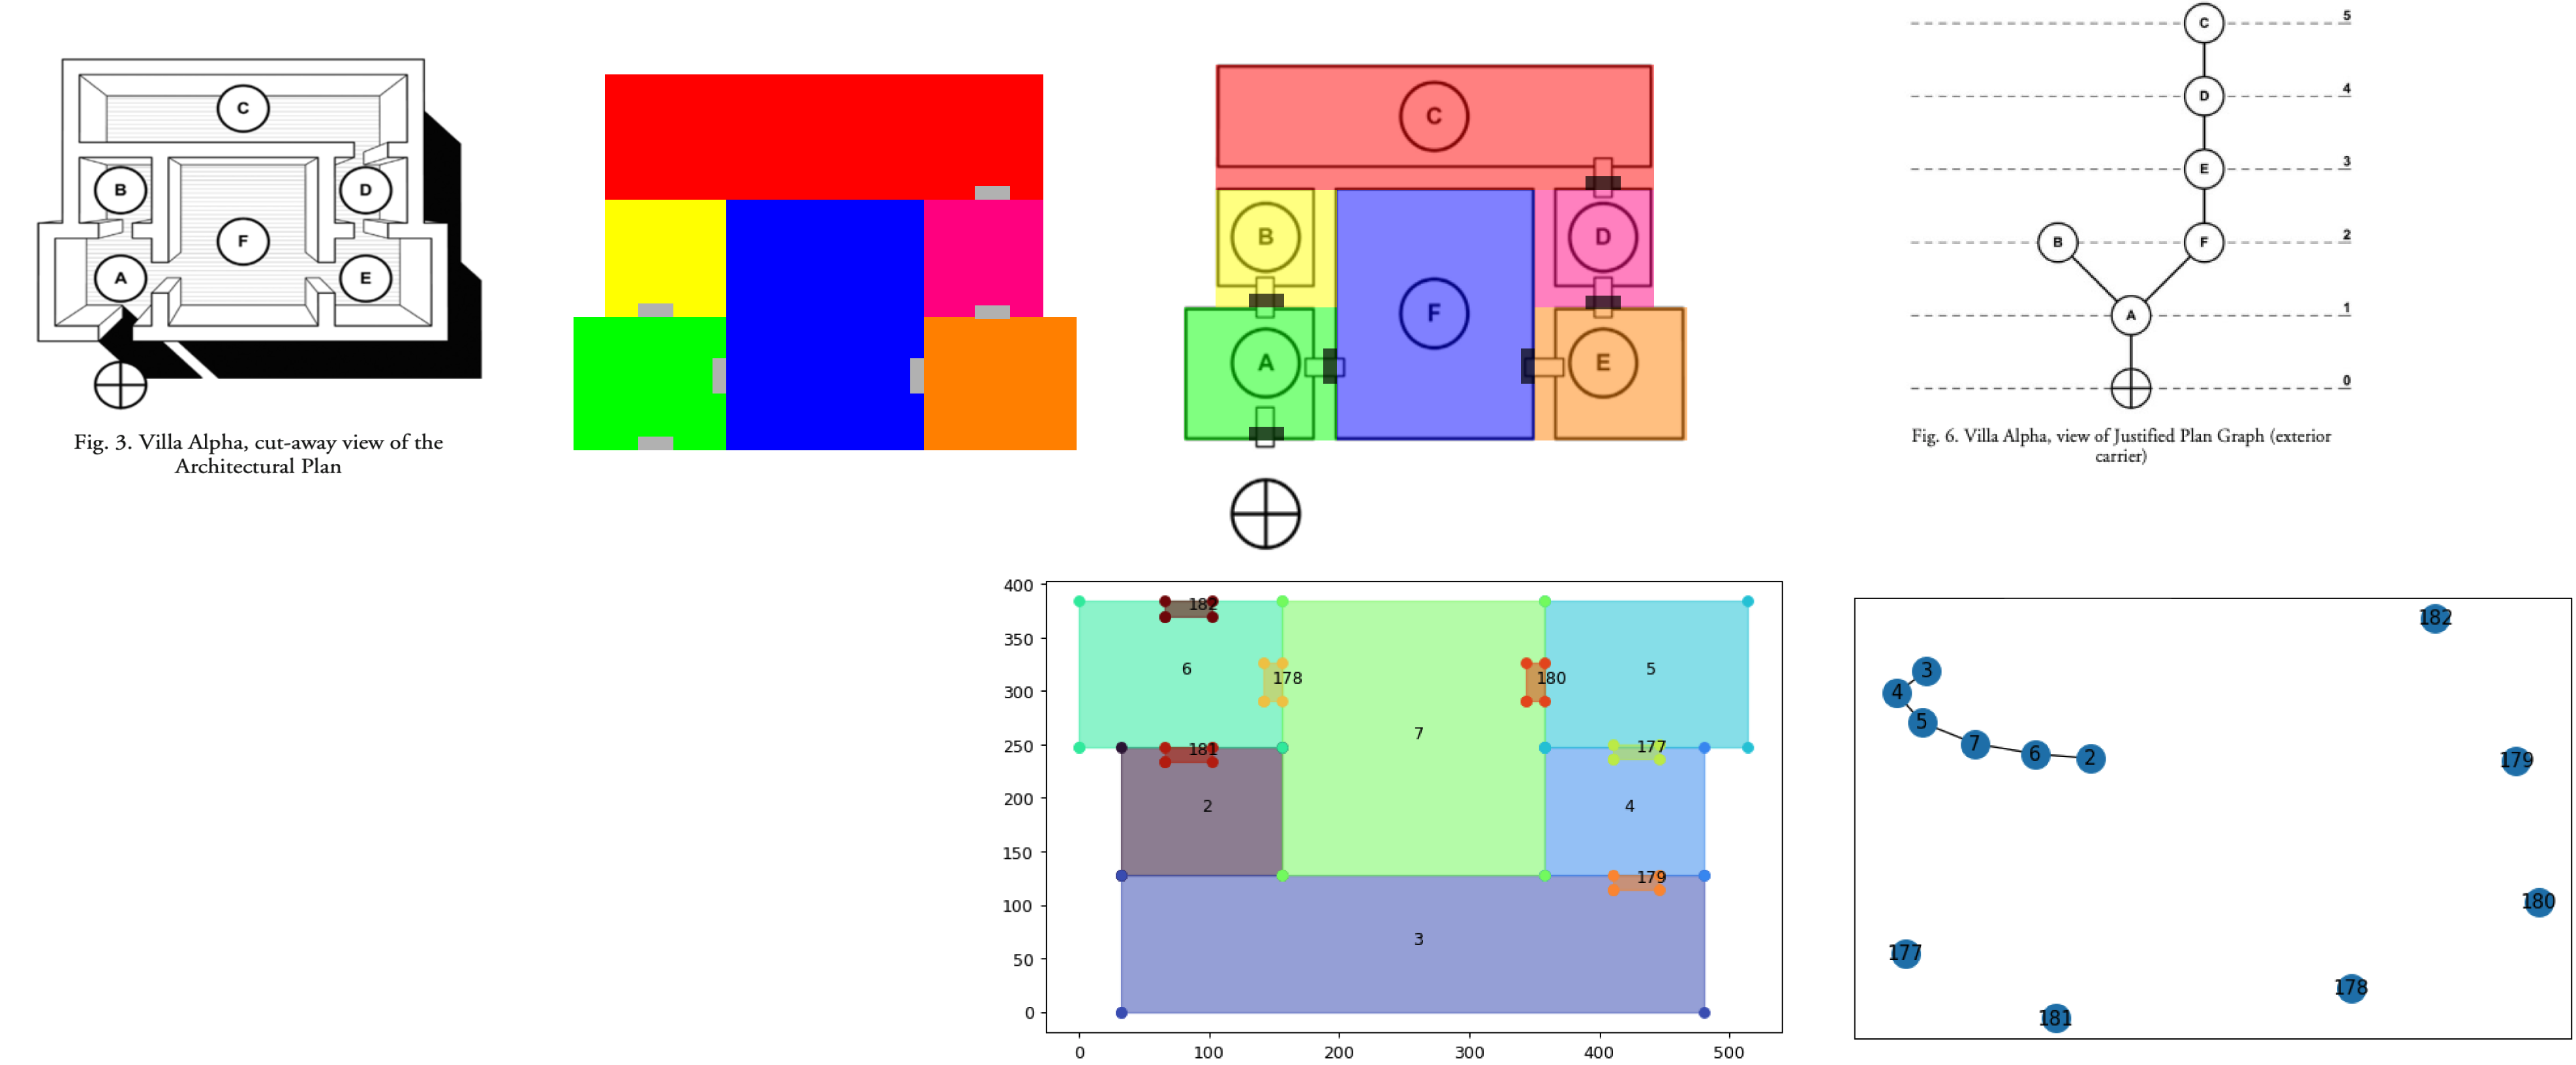 C
B
D
F
A
E
Fig. 3. Villa Alpha, cut-away view of the
Architectural Plan
C
B
D
F
A
E
C
5
D
4
E
3
B
F
2
A
1
0
Fig. 6. Villa Alpha, view of Justified Plan Graph (exterior
carrier)
400
350
300
250
200
150
100
50
0
0
100
200
300
400
500
182
6
178
180
5
7
181
177
2
4
179
3
182
3
4
5
7
6
2
179
180
177
178
181